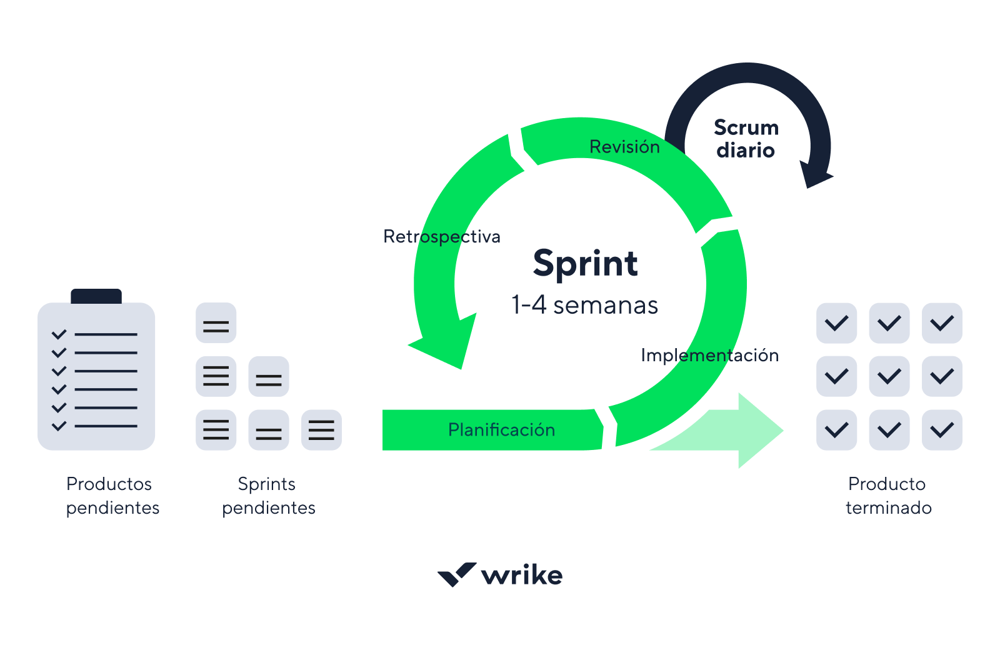 Scrum
diario
Revisión
Retrospectiva
Sprint
1-4 semanas
Implementación
Planificación
Productos
pendientes
Sprints
pendientes
Producto
terminado
wrike